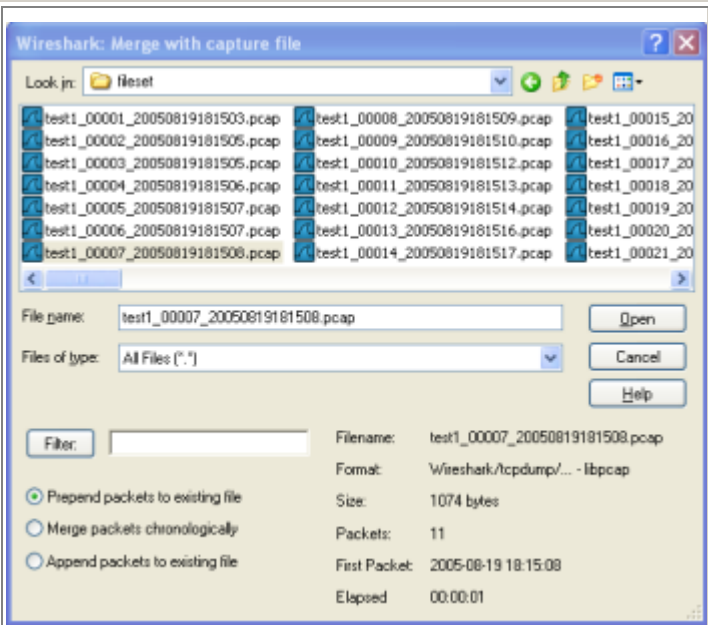 Wireshark: Merge with capture file
Look in: fileset
test1_00001_20050819181503.pcap test1_00008_20050819181509.pcap test1_00015_20
test1_00002_20050819181505.pcap test1_00009_20050819181510.pcap test1_00016_20
test1_00003_20050819181505.pcap test1_00010_20050819181512.pcap test1_00017_20
test1_00004_20050819181506.pcap test1_00011_20050819181513.pcap test1_00018_20
test1_00005_20050819181507.pcap test1_00012_20050819181514.pcap test1_00019_20
test1_00006_20050819181507.pcap test1_00013_20050819181516.pcap test1_00020_20
test1_00007_20050819181508.pcap test1_00014_20050819181517.pcap test1_00021_20
File name: test1_00007_20050819181508.pcap Open
Files of type: All Files (*.*) Cancel
Help
Filter: Filename: test1_00007_20050819181508.pcap
Format: Wireshark/tcpdump/... - libpcap
Prepend packets to existing file Size: 1074 bytes
Merge packets chronologically Packets: 11
Append packets to existing file First Packet: 2005-08-19 18:15:08
Elapsed 00:00:01